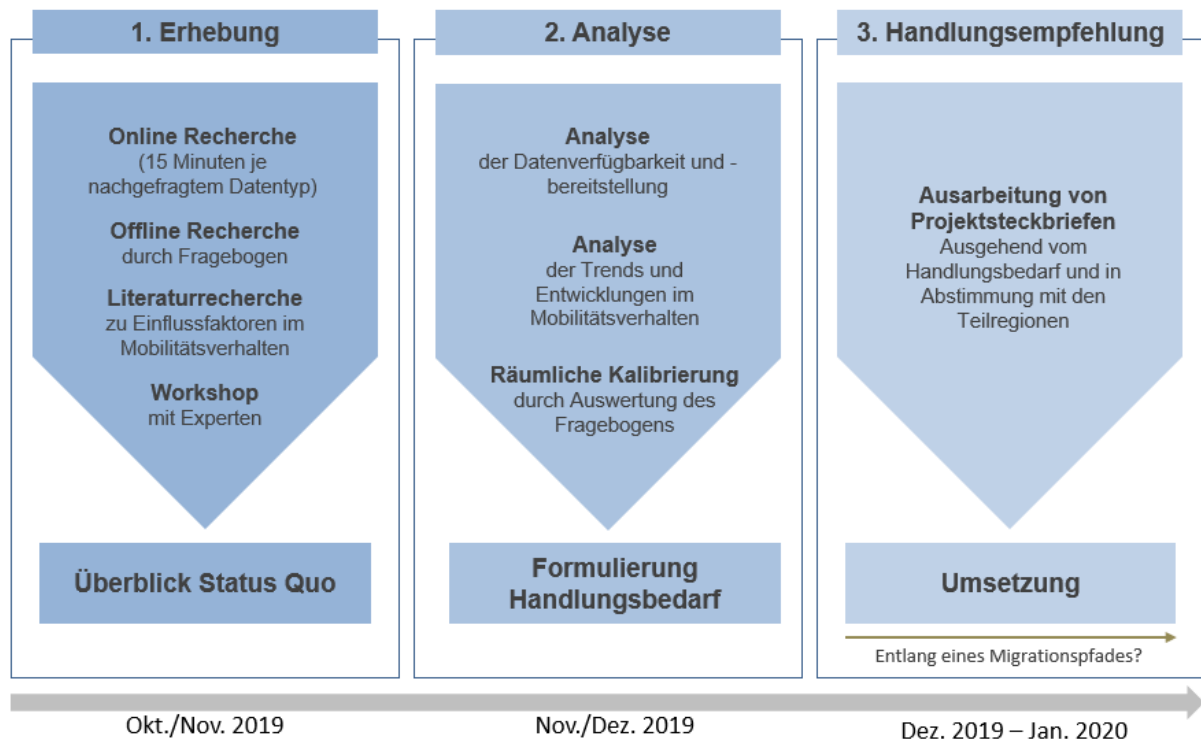 1. Erhebung
Online Recherche
(15 Minuten je
nachgefragtem Datentyp)
Offline Recherche
durch Fragebogen
Literaturrecherche
zu Einflussfaktoren im
Mobilitätsverhalten
Workshop
mit Experten
Überblick Status Quo
2. Analyse
Analyse
der Datenverfügbarkeit und -
bereitstellung
Analyse
der Trends und
Entwicklungen im
Mobilitätsverhalten
Räumliche Kalibrierung
durch Auswertung des
Fragebogens
Formulierung
Handlungsbedarf
3. Handlungsempfehlung
Ausarbeitung von
Projektsteckbriefen
Ausgehend vom
Handlungsbedarf und in
Abstimmung mit den
Teilregionen
Umsetzung
Entlang eines Migrationspfades?
Okt./Nov. 2019
Nov./Dez. 2019
Dez. 2019 – Jan. 2020